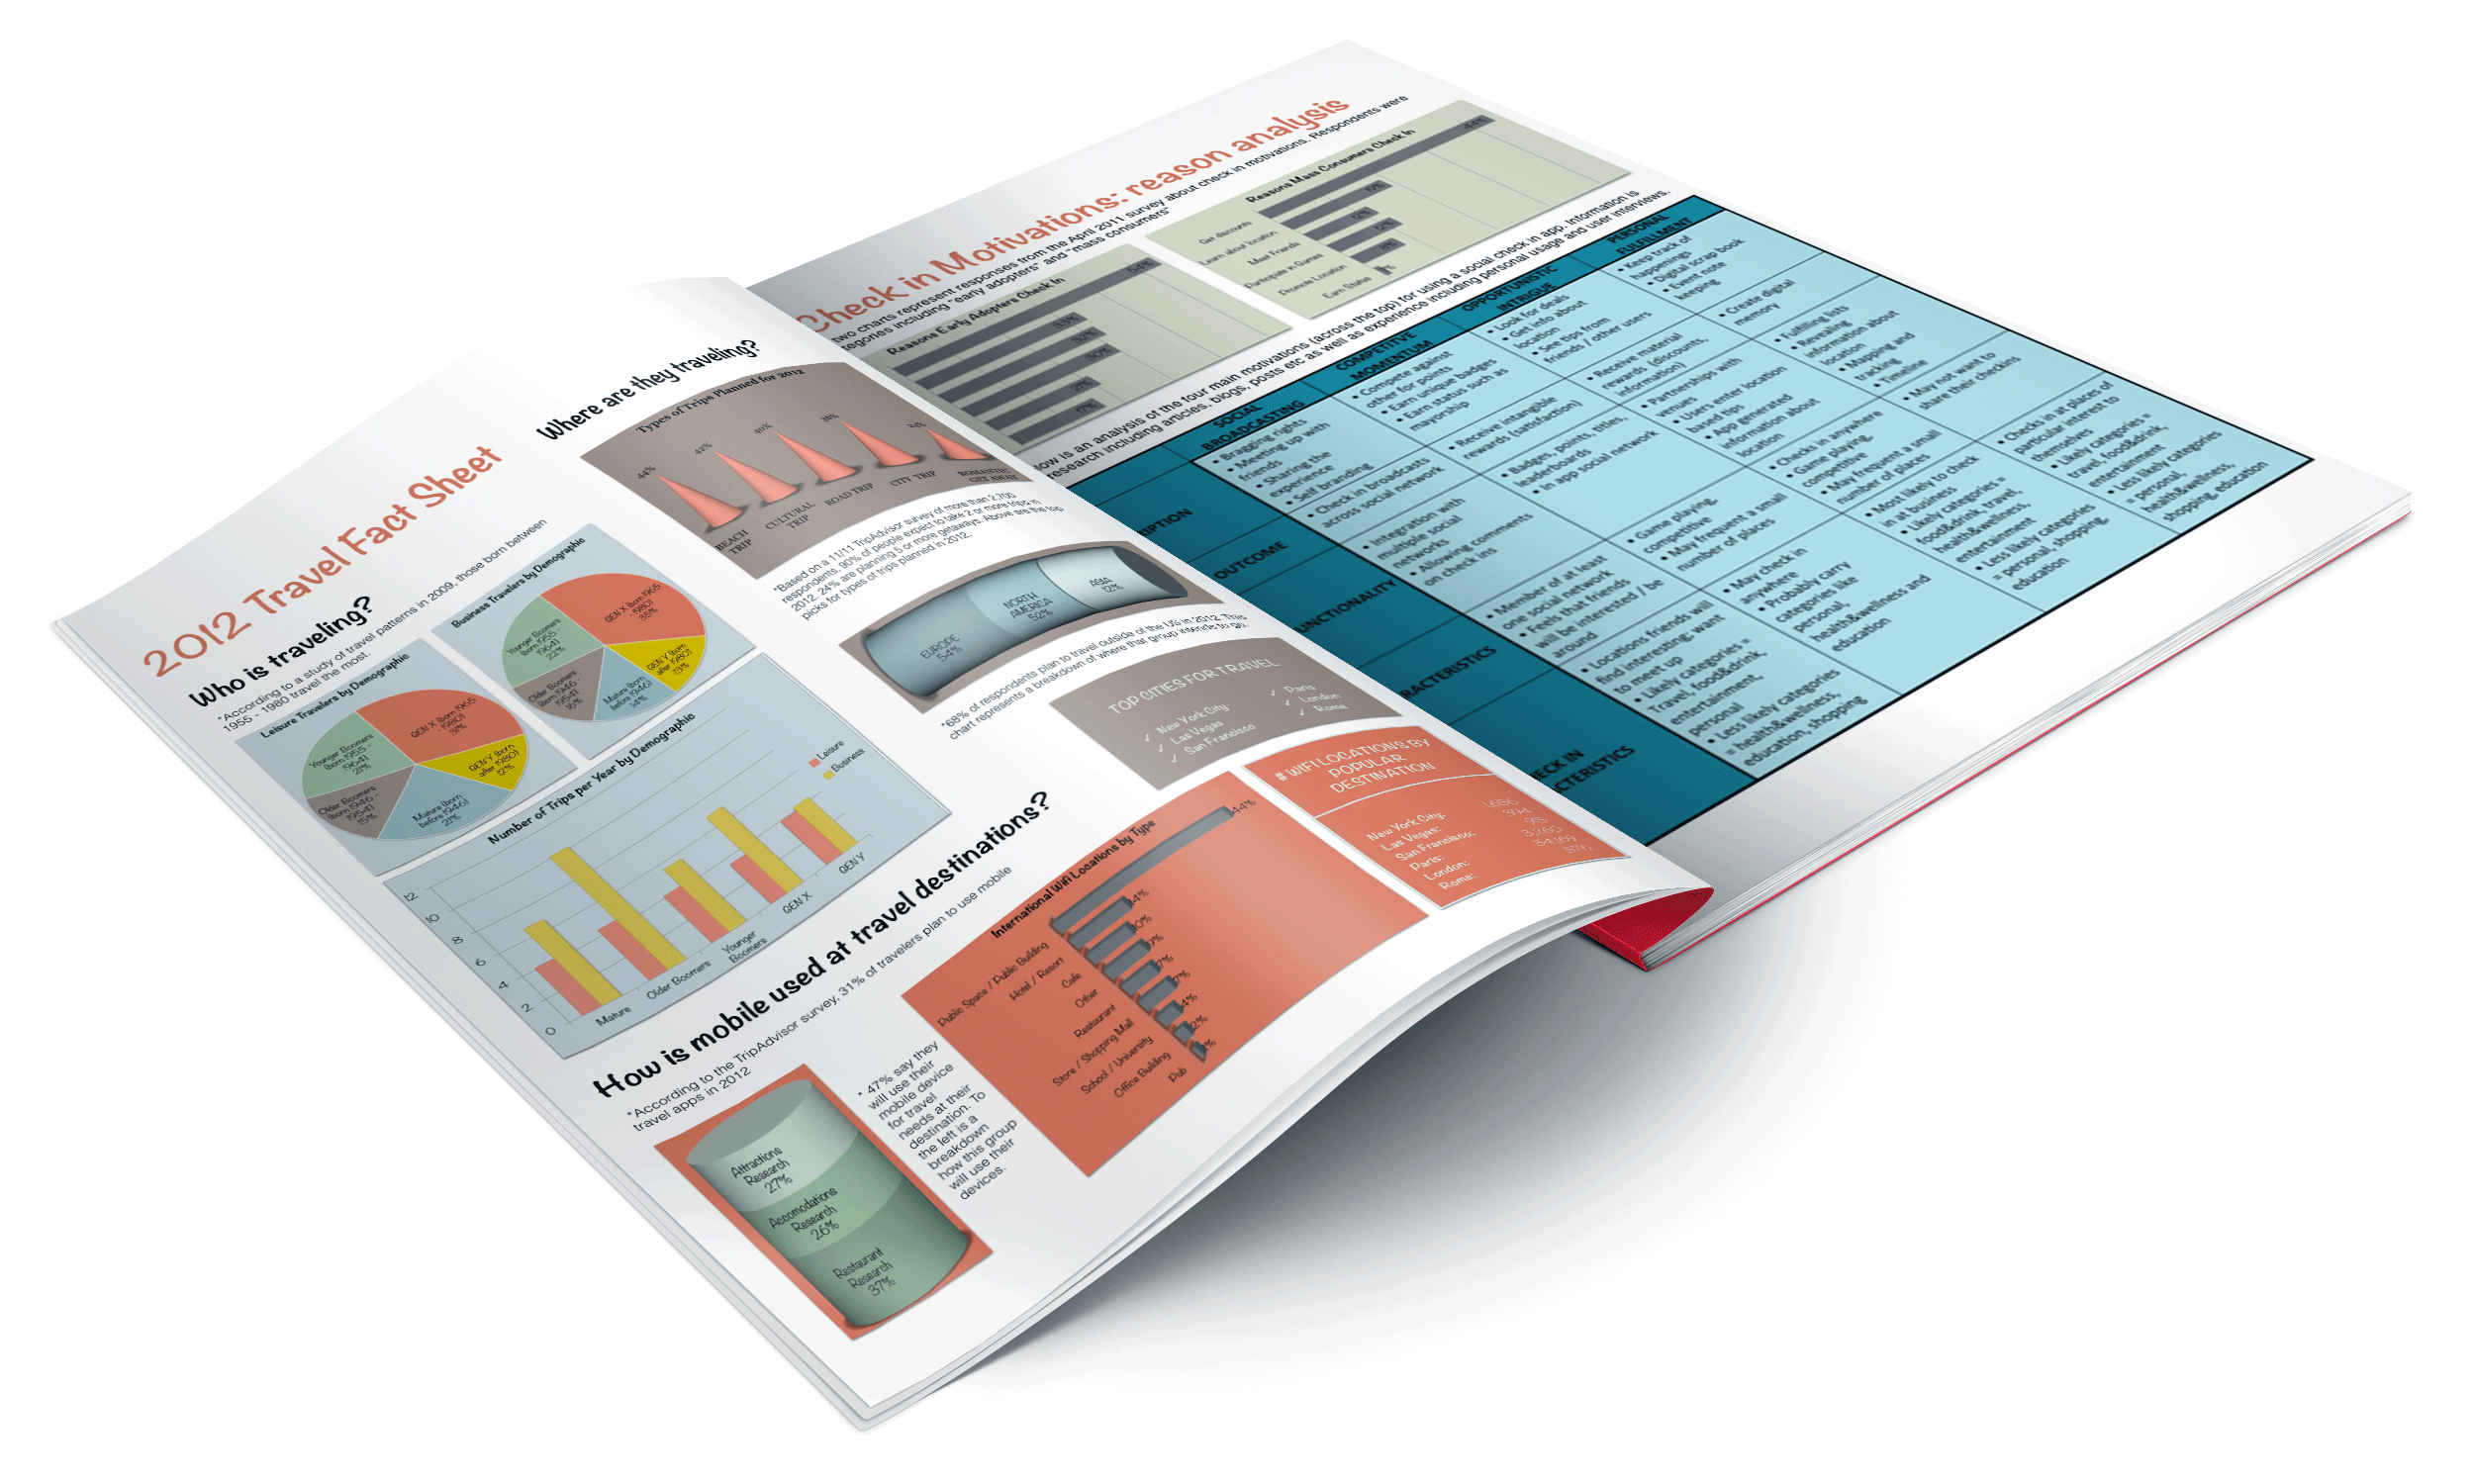 2012 Travel Fact Sheet
Who is traveling?
*According to a study of travel patterns in 2009, those born between
1955 - 1980 travel the most.
Leisure Travelers by Demographic
GEN X (born 1965
- 1980)
31%
GEN Y (born
after 1980)
12%
Mature (born
before 1946)
21%
Older Boomers
(born 1946 -
1954)
15%
Younger Boomers
(born 1955 -
1964)
21%
Business Travelers by Demographic
GEN X (born 1965
- 1980)
35%
GEN Y (born
after 1980)
13%
Mature (born
before 1946)
14%
Older Boomers
(born 1946 -
1954)
16%
Younger Boomers
(born 1955 -
1964)
22%
Number of Trips per Year by Demographic
12
10
8
6
4
2
0
Mature
Older Boomers
Younger
Boomers
GEN X
GEN Y
Leisure
Business
Where are they traveling?
Types of Trips Planned for 2012
44%
42%
40%
38%
24%
BEACH
TRIP
CULTURAL
TRIP
ROAD TRIP
CITY TRIP
ROMANTIC
GET AWAY
*Based on a 11/11 TripAdvisor survey of more than 2,700
respondents, 90% of people expect to take 2 or more trips in
2012. 24% are planning 5 or more getaways. Above are the top
picks for types of trips planned in 2012.
EUROPE
54%
NORTH
AMERICA
52%
ASIA
12%
*68% of respondents plan to travel outside of the US in 2012. This
chart represents a breakdown of where that group intends to go.
TOP CITIES FOR TRAVEL
✓ New York City
✓ Las Vegas
✓ San Francisco
✓ Paris
✓ London
✓ Rome
How is mobile used at travel destinations?
*According to the TripAdvisor survey, 31% of travelers plan to use mobile
travel apps in 2012
Attractions
Research
27%
Accomodations
Research
26%
Restaurant
Research
37%
* 47% say they
will use their
mobile device
for travel
needs at their
destination. To
the left is a
breakdown
how this group
will use their
devices.
International Wifi Locations by Type
Public Space / Public Building
Hotel / Resort
Cafe
Other
Restaurant
Store / Shopping Mall
School / University
Office Building
Pub
44%
14%
10%
9%
7%
7%
4%
2%
# WIFI LOCATIONS BY
POPULAR
DESTINATION
New York City:
Las Vegas:
San Francisco:
Paris:
London:
Rome:
915
3,260
576
Check in Motivations: reason analysis
two charts represent responses from the April 2011 survey about check in motivations. Respondents were
tegories including "early adopters" and "mass consumers"
Reasons Early Adopters Check In
54%
33%
32%
30%
21%
17%
Reasons Mass Consumers Check In
Get discounts
Learn about location
Meet Friends
Participate in Games
Promote Location
Earn Status
44%
19%
12%
12%
low is an analysis of the four main motivations (across the top) for using a social check in app. Information is
research including articles, blogs, posts etc as well as experience including personal usage and user interviews.
SOCIAL
BROADCASTING
COMPETITIVE
MOMENTUM
OPPORTUNISTIC
INTRIGUE
PERSONAL
FULFILLMENT
RIPTION
• Bragging rights
• Meeting up with
friends
• Sharing the
experience
• Self branding
• Compete against
other for points
• Earn unique badges
• Earn status such as
mayorship
• Look for deals
• Get info about
location
• See tips from
friends / other users
• Keep track of
happenings
• Digital scrap book
• Event note
keeping
OUTCOME
• Check in broadcasts
across social network
• Receive intangible
rewards (satisfaction)
• Receive material
rewards (discounts,
information)
• Create digital
memory
UNCTIONALITY
• Integration with
multiple social
networks
• Allowing comments
on check ins
• Badges, points, titles,
leaderboards
• In app social network
• Partnerships with
venues
• Users enter location
based tips
• App generated
information about
location
• Fulfilling lists
• Revealing
information about
location
• Mapping and
tracking
• Timeline
RACTERISTICS
• Member of at least
one social network
• Feels that friends
will be interested / be
around
• Game playing,
competitive
• May frequent a small
number of places
• Checks in anywhere
• Game playing,
competitive
• May frequent a small
number of places
• May not want to
share their checkins
ECK IN
CTERISTICS
• Locations friends will
find interesting; want
to meet up
• Likely categories =
Travel, food&drink,
entertainment,
personal
• Less likely categories
= health&wellness,
education, shopping
• May check in
anywhere
• Probably carry
categories like
personal,
health&wellness and
education
• Most likely to check
in at business
• Likely categories =
food&drink, travel,
health&wellness,
entertainment
• Less likely categories
= personal, shopping,
education
• Checks in at places of
particular interest to
themselves
• Likely categories =
travel, food&drink,
entertainment
• Less likely categories
= personal,
health&wellness,
shopping, education